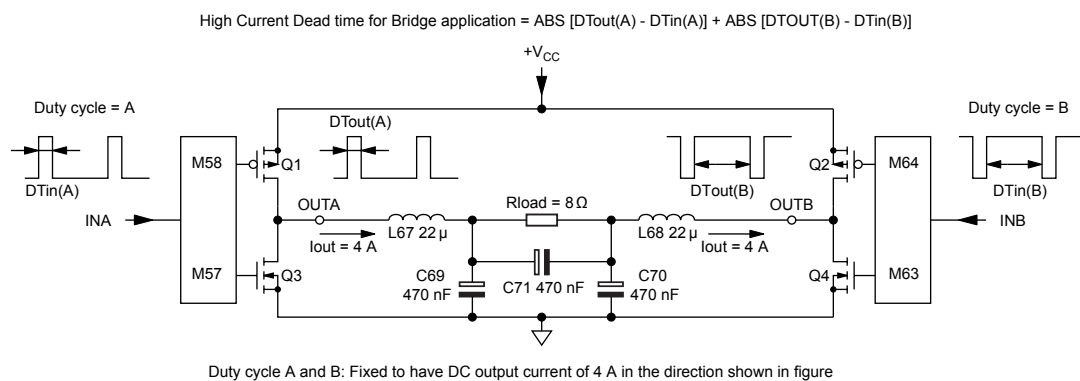 High Current Dead time for Bridge application = ABS [DTout(A) - DTin(A)] + ABS [DTOUT(B) - DTin(B)]
+VCC
Duty cycle = A
DTout(A)
Duty cycle = B
M58
Q1
DTin(A)
DTout(B)
Q2
M64
DTin(B)
INA
OUTA
Rload = 8 Ω
OUTB
INB
L67 22 μ
L68 22 μ
Iout = 4 A
Iout = 4 A
M57
Q3
C69
470 nF
C71 470 nF
C70
470 nF
Q4
M63
Duty cycle A and B: Fixed to have DC output current of 4 A in the direction shown in figure